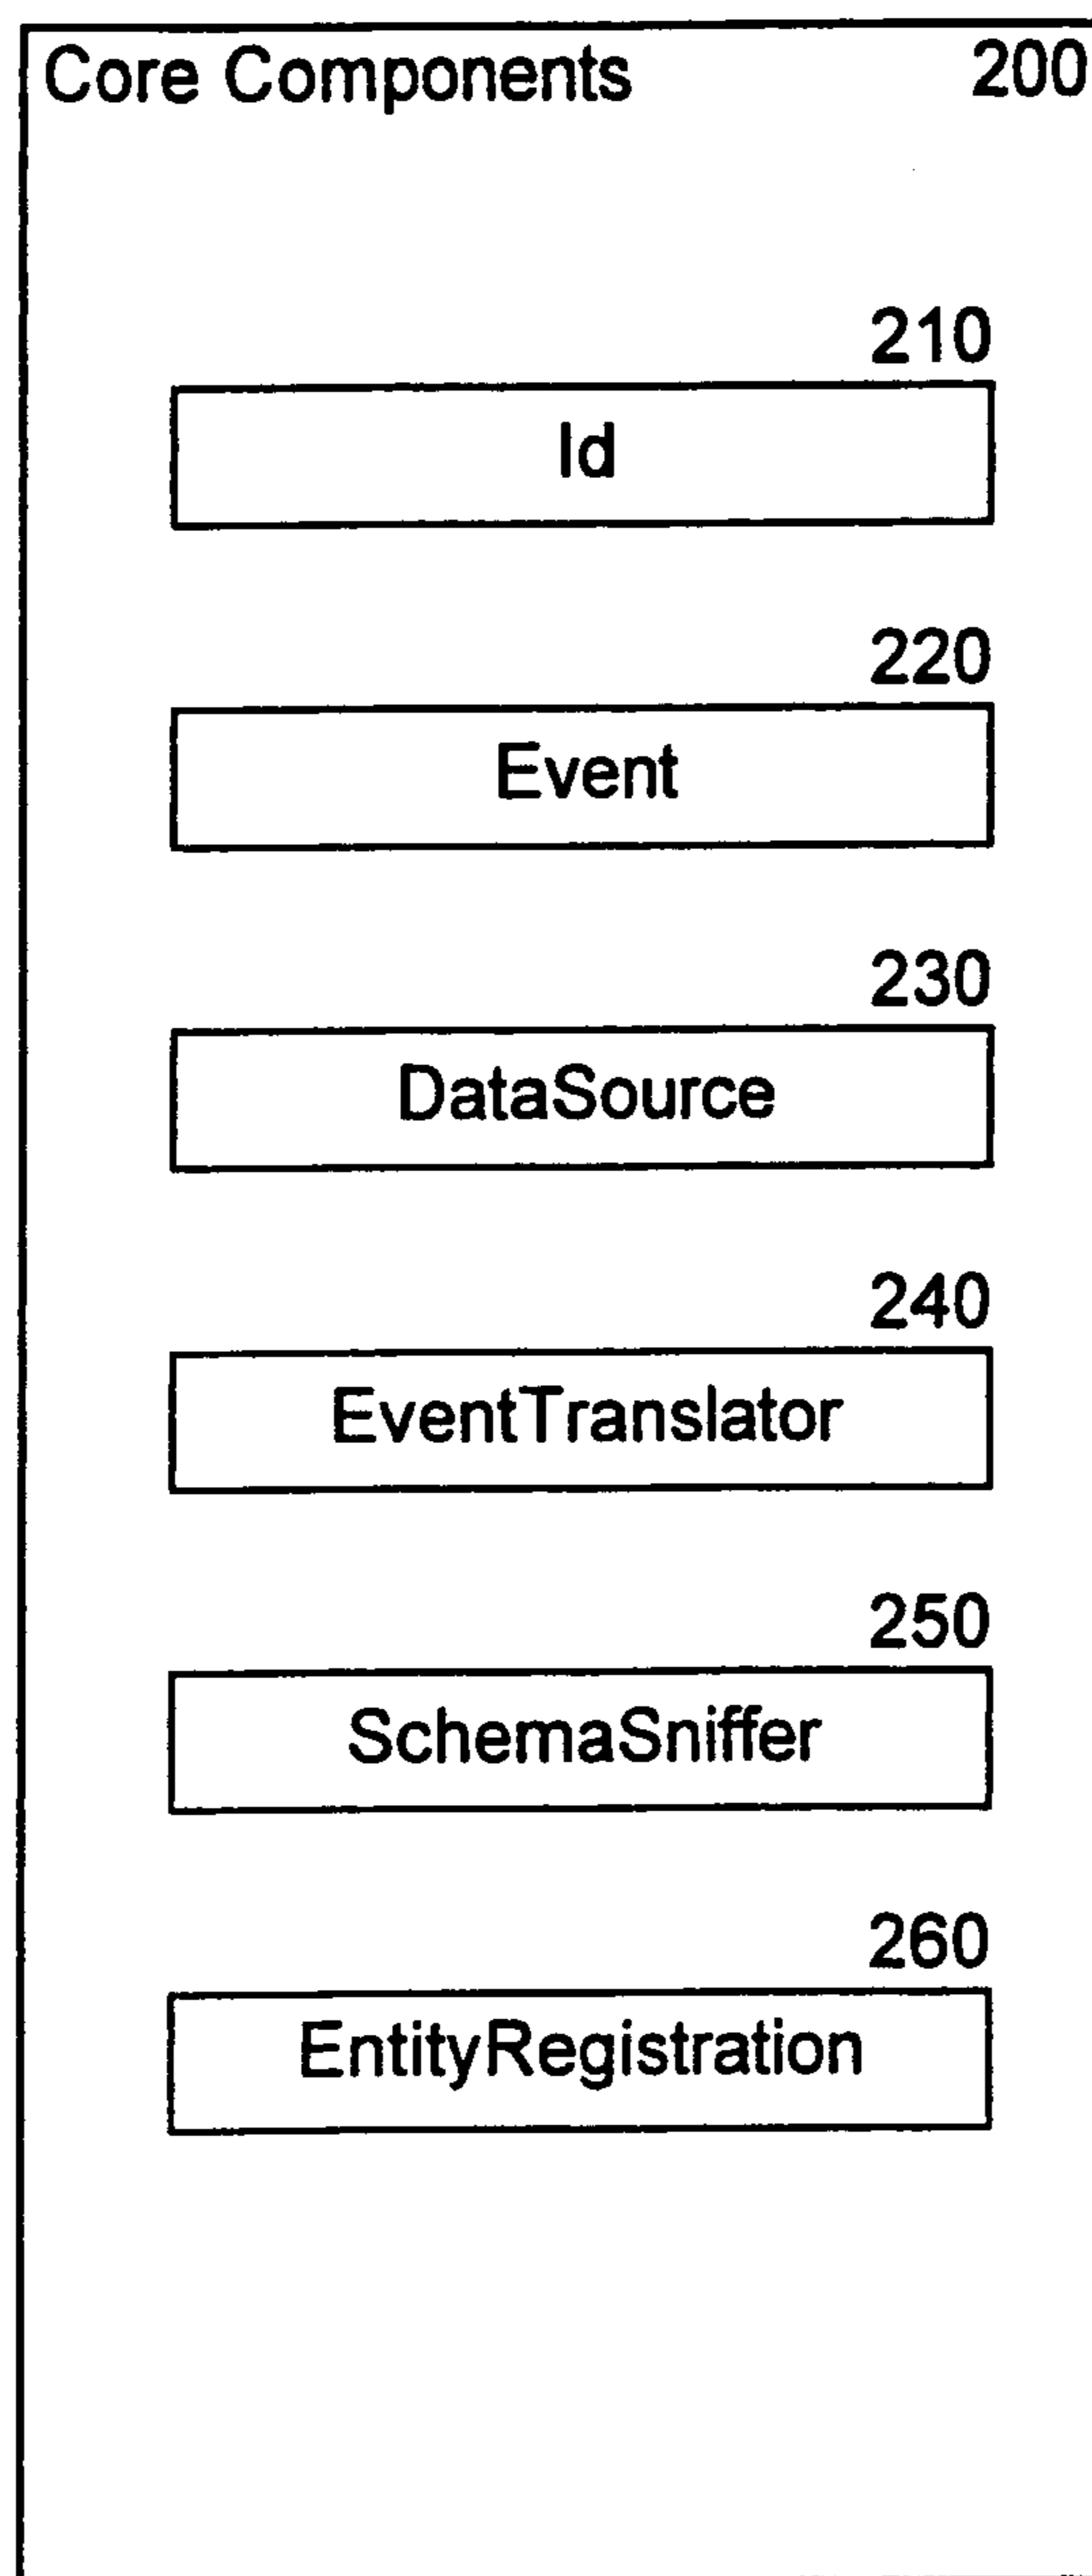 Core Components 200
210
Id
220
Event
230
DataSource
240
EventTranslator
250
SchemaSniffer
260
EntityRegistration